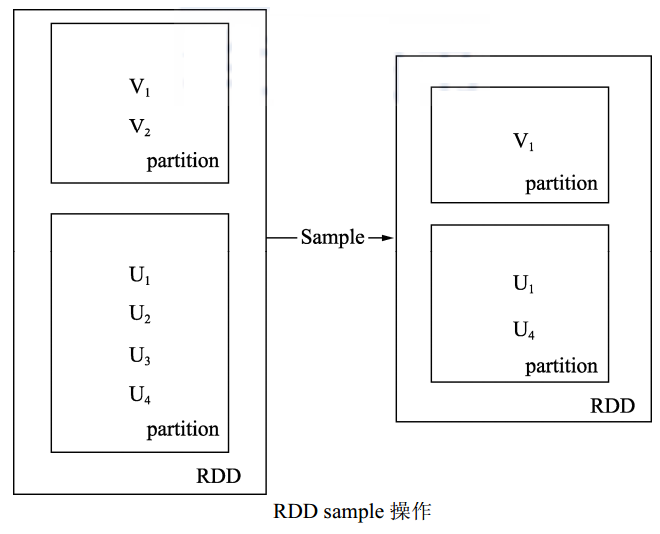 V₁
V₂
partition
U₁
U₂
U₃
U₄
partition
RDD
Sample
V₁
partition
U₁
U₄
partition
RDD
RDD sample 操作